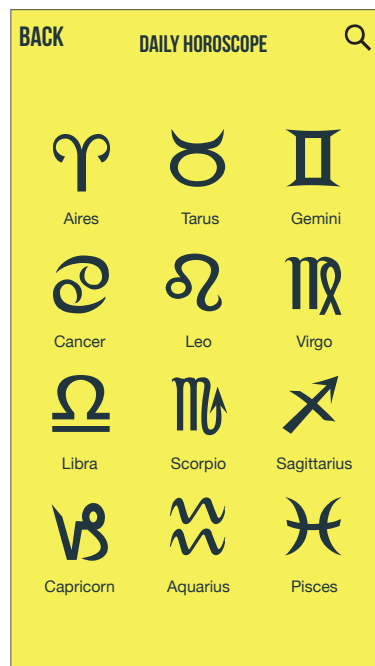 BACK
DAILY HOROSCOPE
Aires Tarus Gemini
Cancer Leo Virgo
Libra Scorpio Sagittarius
Capricorn Aquarius Pisces